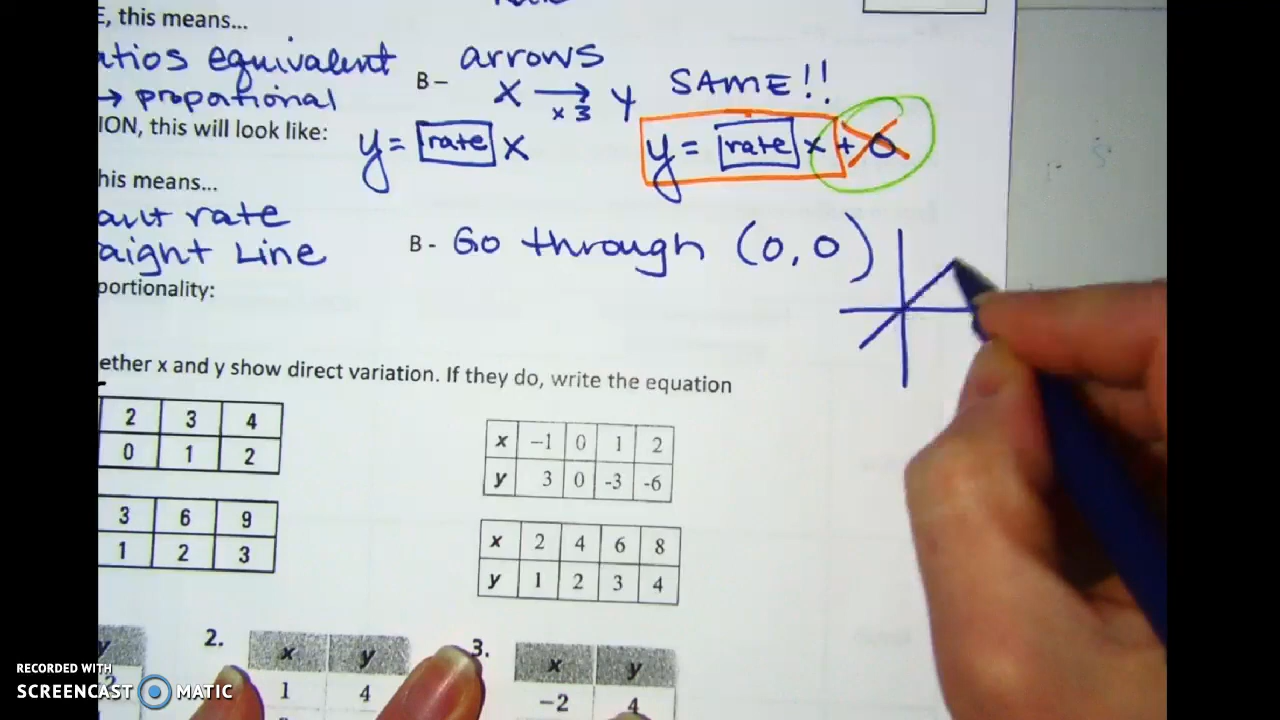 E, this means...
equivalent
→ propotional
ION, this will look like:
y = rate x
B – arrows
x → y
x 3
SAME!!
y = rate x + 0
his means...
rate
Line
B - Go through (0, 0)
portionality:
ether x and y show direct variation. If they do, write the equation
2 3 4
0 1 2
x −1 0 1 2
y 3 0 -3 -6
3 6 9
1 2 3
x 2 4 6 8
y 1 2 3 4
y
2.
x y
1 4
3.
x y
−2 4
RECORDED WITH
SCREENCAST MATIC